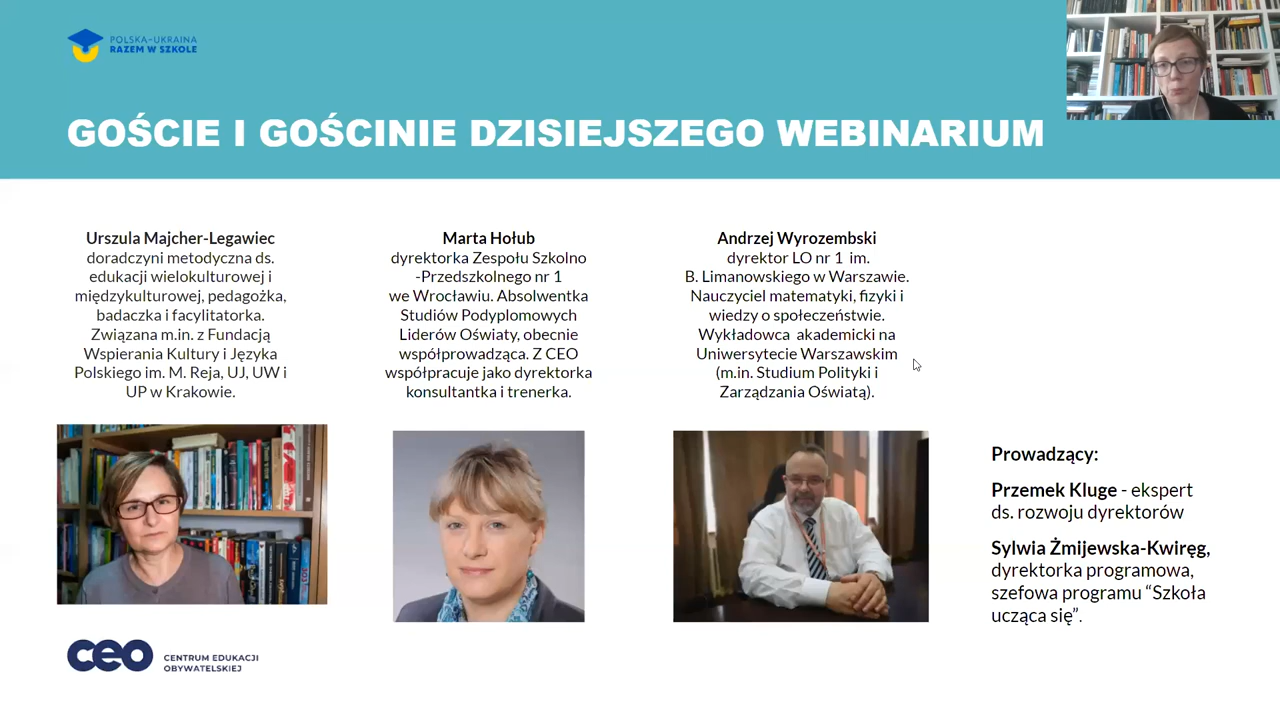 POLSKA-UKRAINA
RAZEM W SZKOLE
GOŚCIE I GOŚCINIE DZISIEJSZEGO WEBINARIUM
Urszula Majcher-Legawiec
doradczyni metodyczna ds.
edukacji wielokulturowej i
międzykulturowej, pedagożka,
badaczka i facylitatorka.
Związana m.in. z Fundacją
Wspierania Kultury i Języka
Polskiego im. M. Reja, UJ, UW i
UP w Krakowie.
Marta Hołub
dyrektorka Zespołu Szkolno
-Przedszkolnego nr 1
we Wrocławiu. Absolwentka
Studiów Podyplomowych
Liderów Oświaty, obecnie
współprowadząca. Z CEO
współpracuje jako dyrektorka
konsultantka i trenerka.
Andrzej Wyrozembski
dyrektor LO nr 1 im.
B. Limanowskiego w Warszawie.
Nauczyciel matematyki, fizyki i
wiedzy o społeczeństwie.
Wykładowca akademicki na
Uniwersytecie Warszawskim
(m.in. Studium Polityki i
Zarządzania Oświatą).
Prowadzący:
Przemek Kluge - ekspert
ds. rozwoju dyrektorów
Sylwia Żmijewska-Kwiręg,
dyrektorka programowa,
szefowa programu “Szkoła
ucząca się”.
ceo
CENTRUM EDUKACJI
OBYWATELSKIEJ